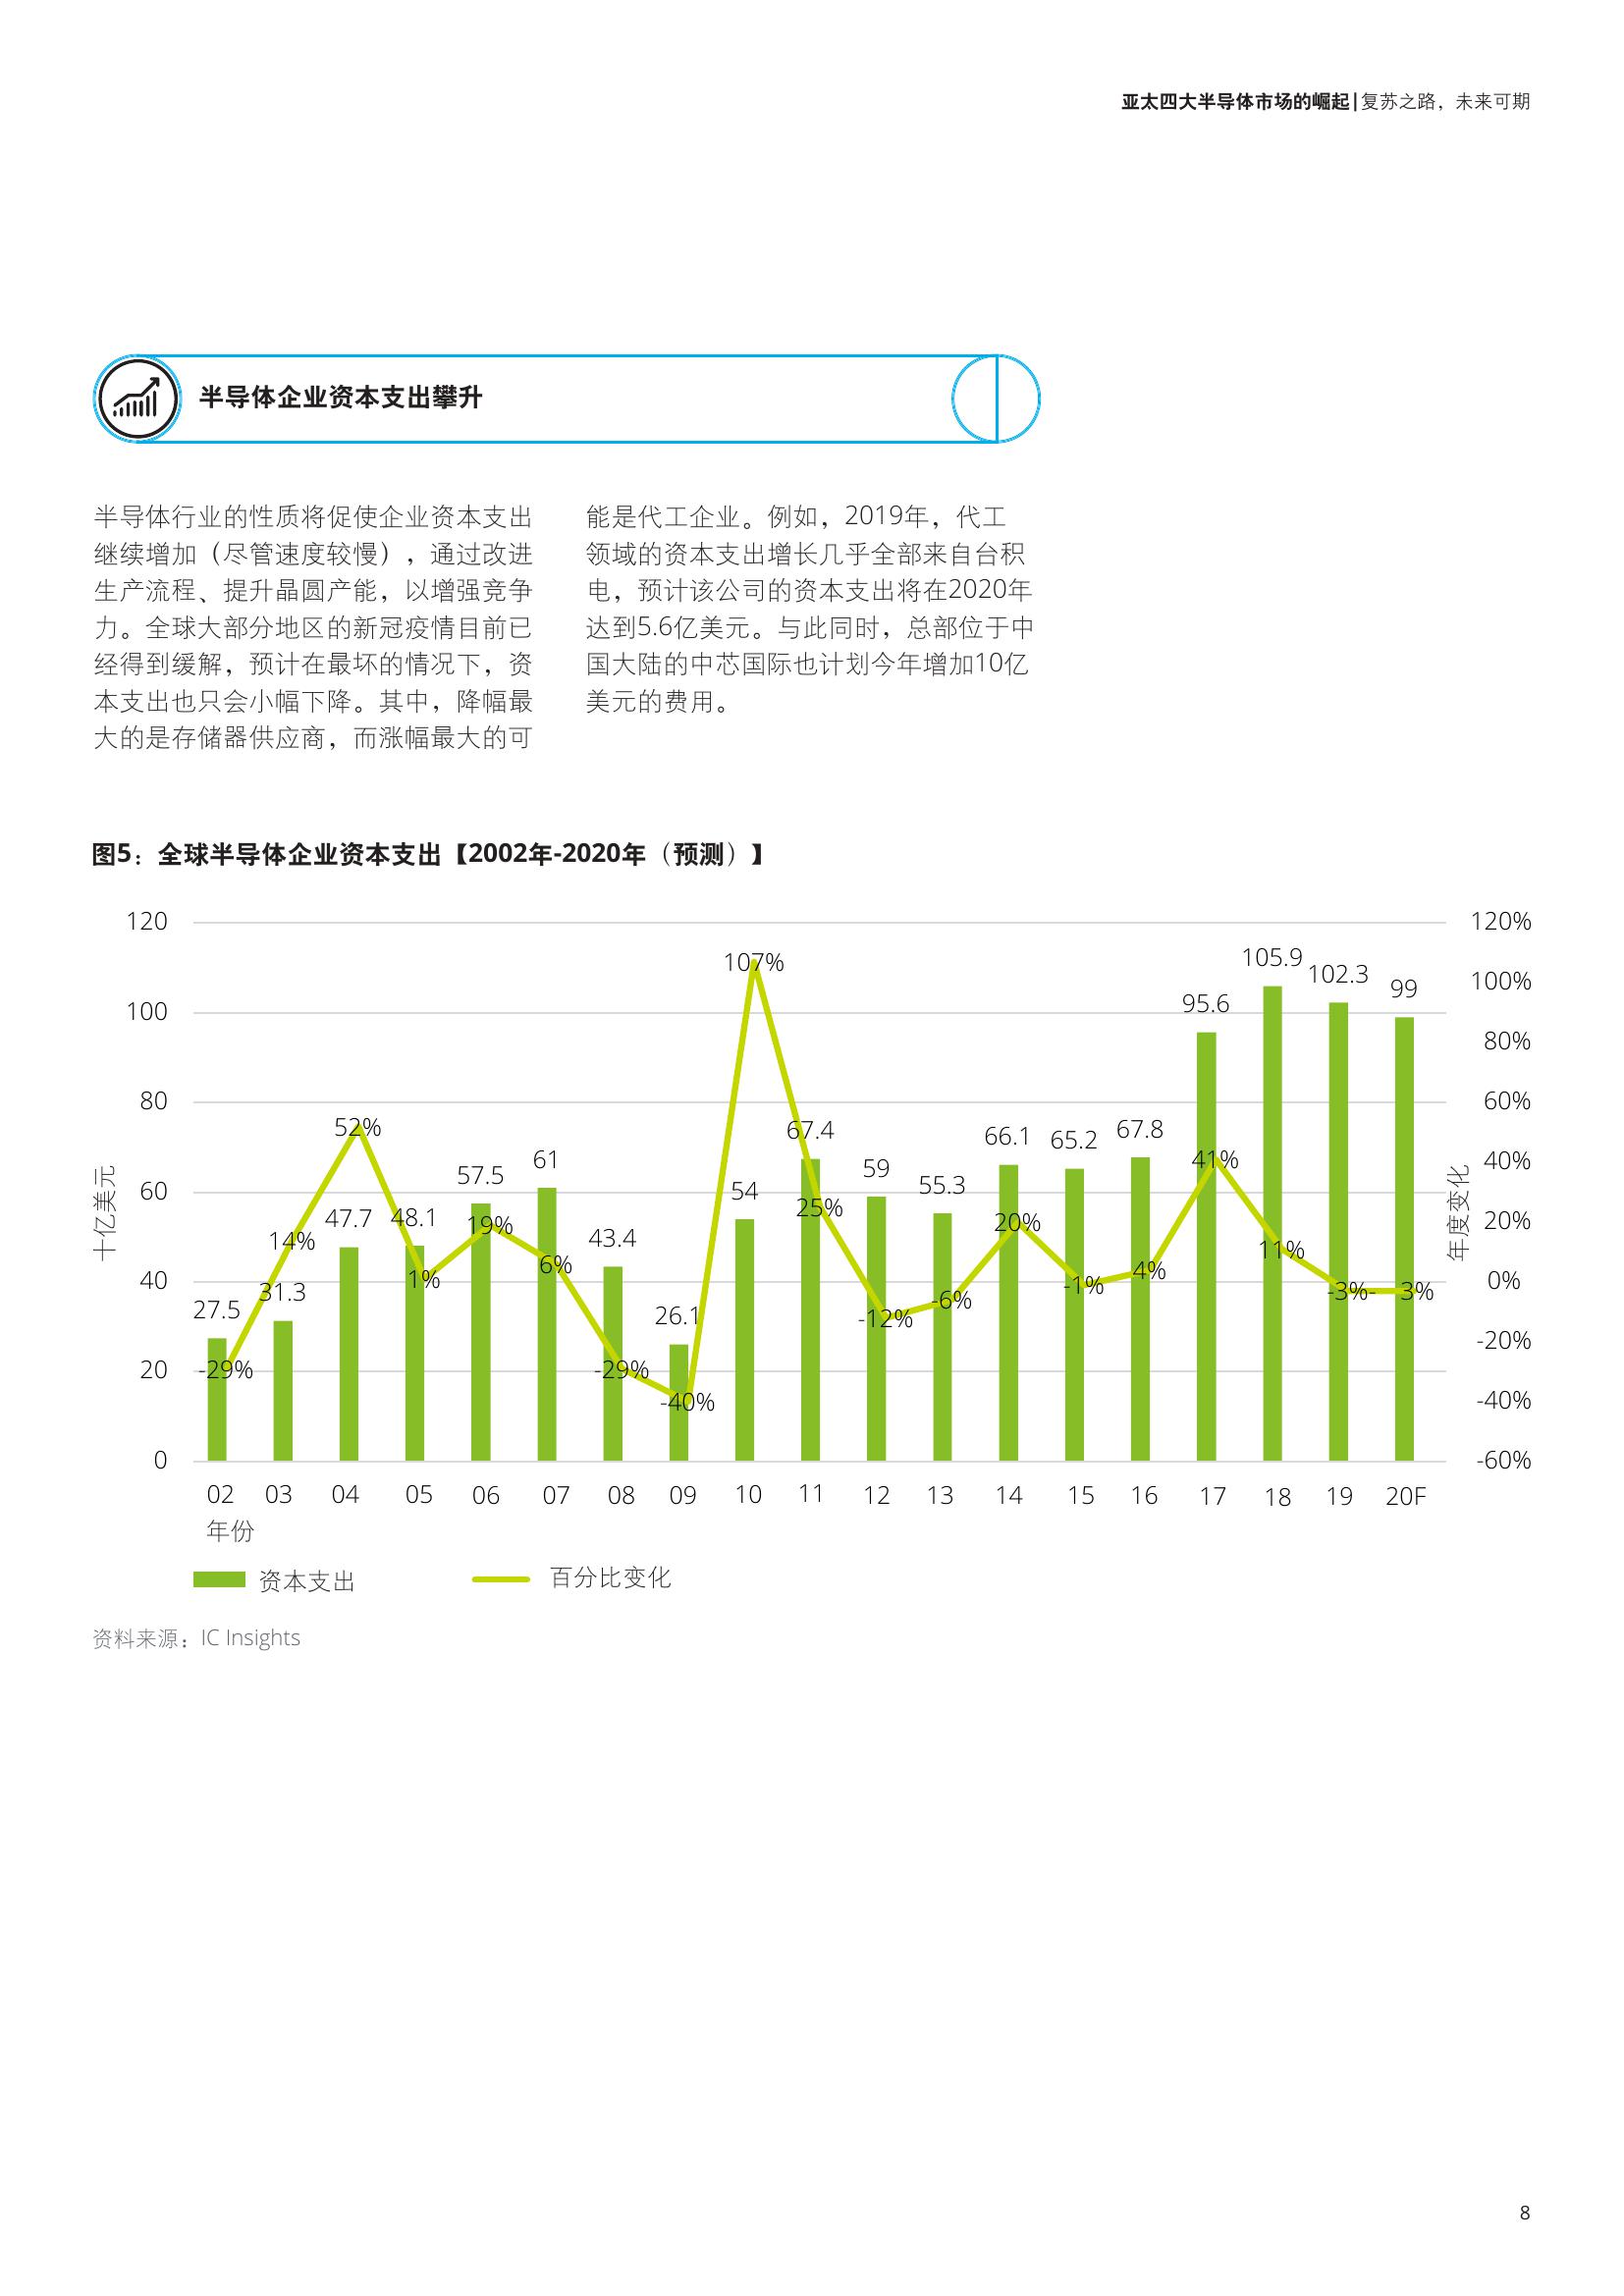 亚太四大半导体市场的崛起|复苏之路，未来可期
半导体企业资本支出攀升
半导体行业的性质将促使企业资本支出
继续增加（尽管速度较慢），通过改进
生产流程、提升晶圆产能，以增强竞争
力。全球大部分地区的新冠疫情目前已
经得到缓解，预计在最坏的情况下，资
本支出也只会小幅下降。其中，降幅最
大的是存储器供应商，而涨幅最大的可
能是代工企业。例如，2019年，代工
领域的资本支出增长几乎全部来自台积
电，预计该公司的资本支出将在2020年
达到5.6亿美元。与此同时，总部位于中
国大陆的中芯国际也计划今年增加10亿
美元的费用。
图5：全球半导体企业资本支出【2002年-2020年（预测）】
十亿美元
120
100
80
60
40
20
0
27.5
31.3
47.7
48.1
57.5
61
43.4
26.1
54
67.4
59
55.3
66.1
65.2
67.8
95.6
105.9
102.3
99
-29%
14%
52%
1%
19%
6%
-29%
-40%
107%
25%
-12%
-6%
20%
-1%
4%
41%
11%
-3%
-3%
120%
100%
80%
60%
40%
20%
0%
-20%
-40%
-60%
年度变化
02 03 04 05 06 07 08 09 10 11 12 13 14 15 16 17 18 19 20F
年份
资本支出 百分比变化
资料来源：IC Insights
8